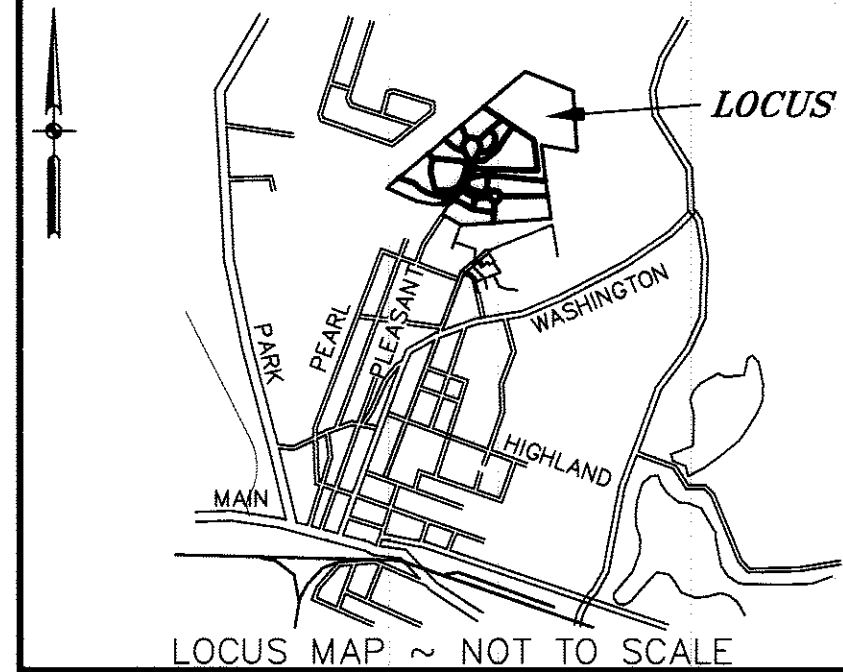 LOCUS
WASHINGTON
PLEASANT
PEARL
PARK
HIGHLAND
MAIN
LOCUS MAP ~ NOT TO SCALE